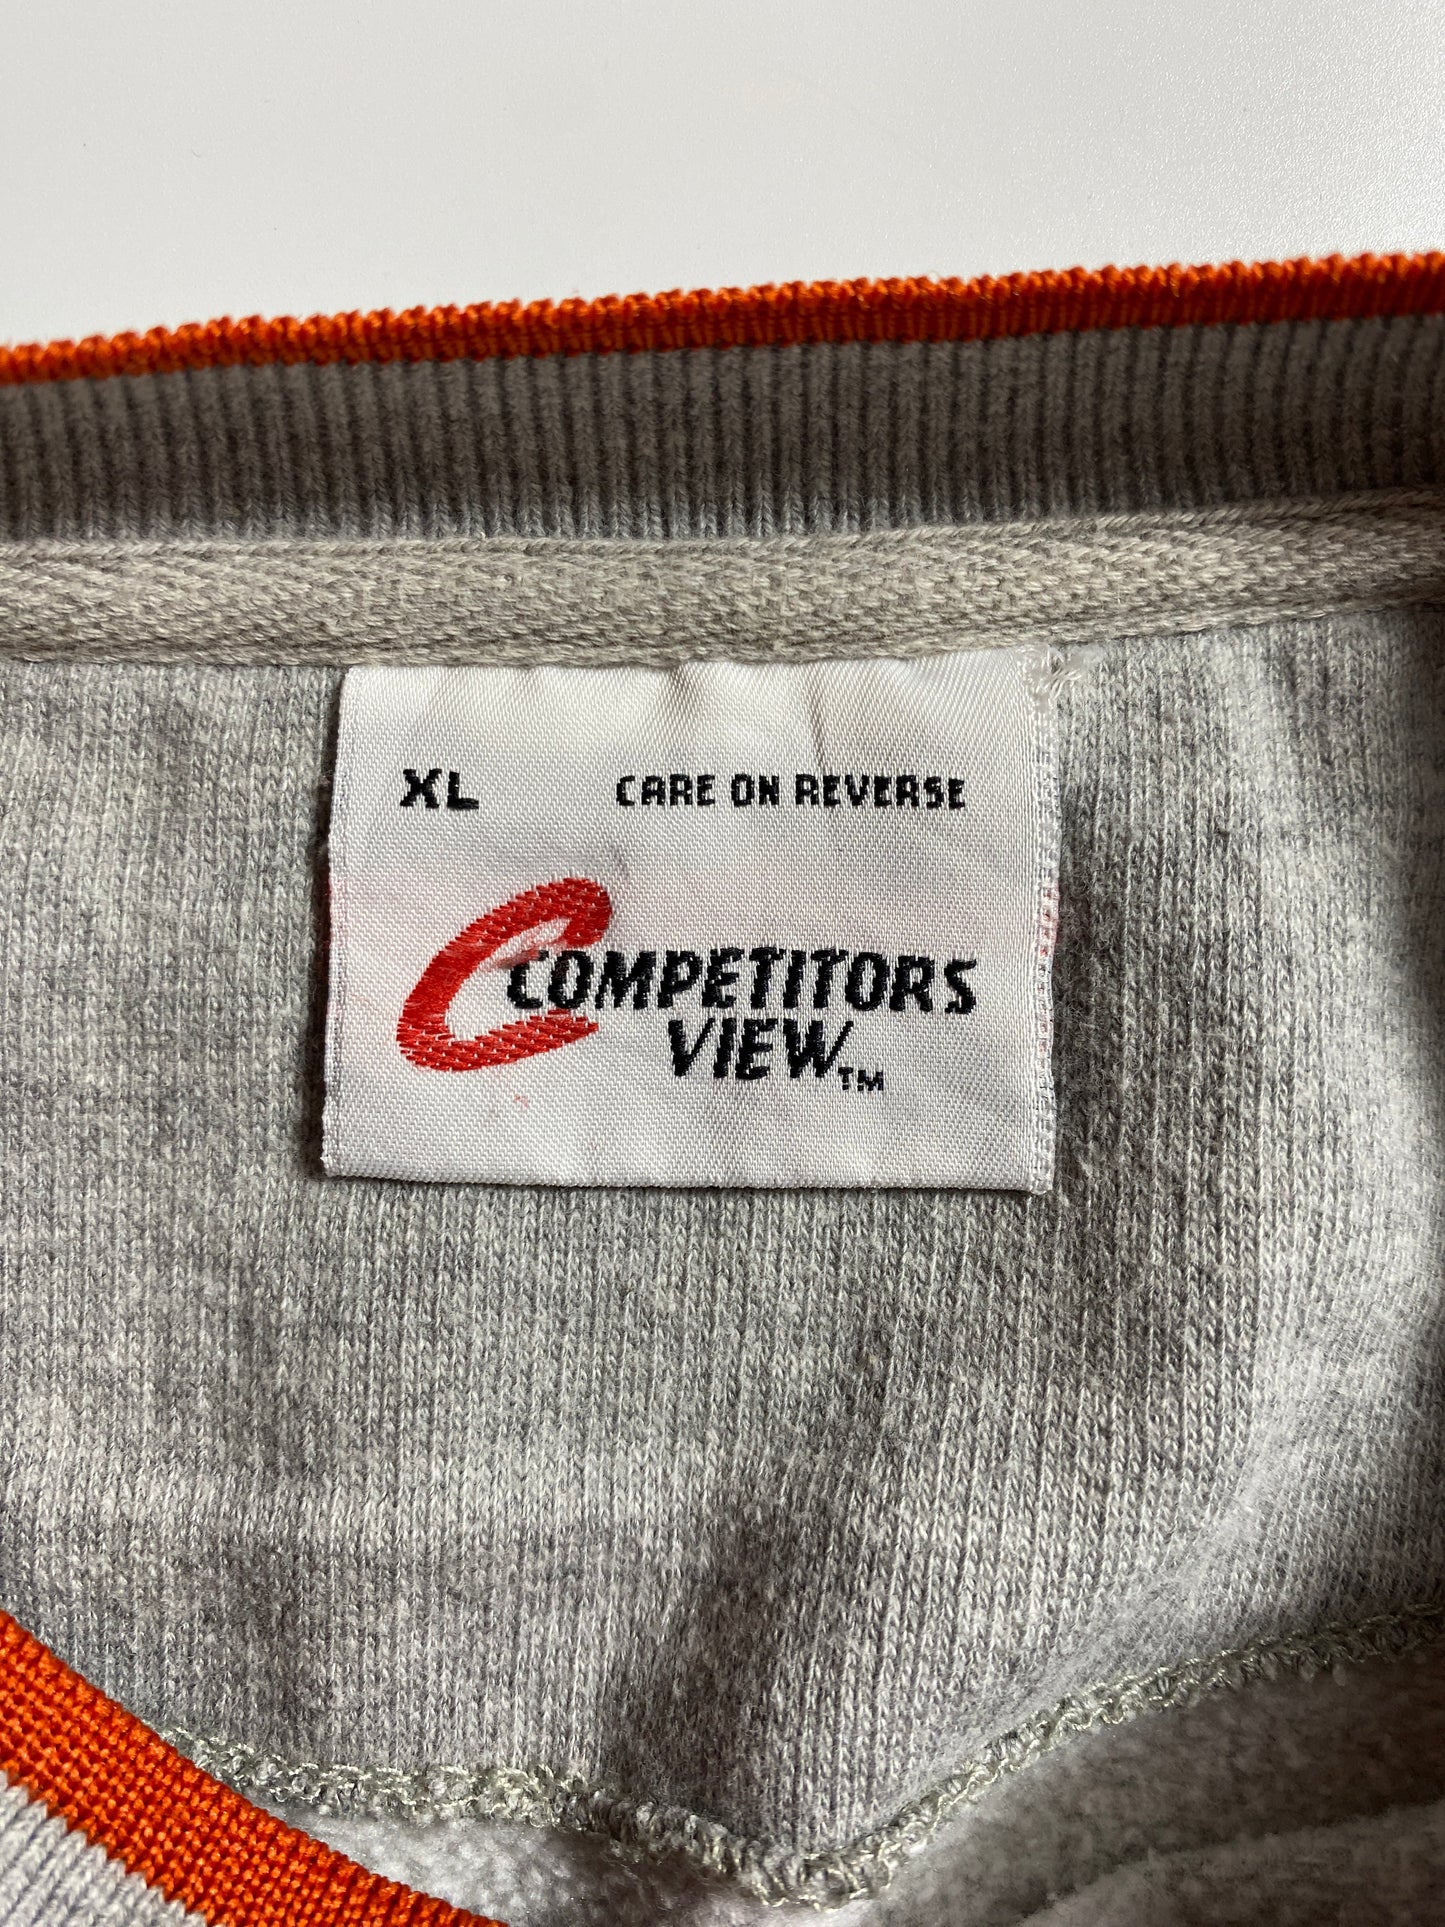 XL CARE ON REVERSE
C COMPETITORS
VIEW™